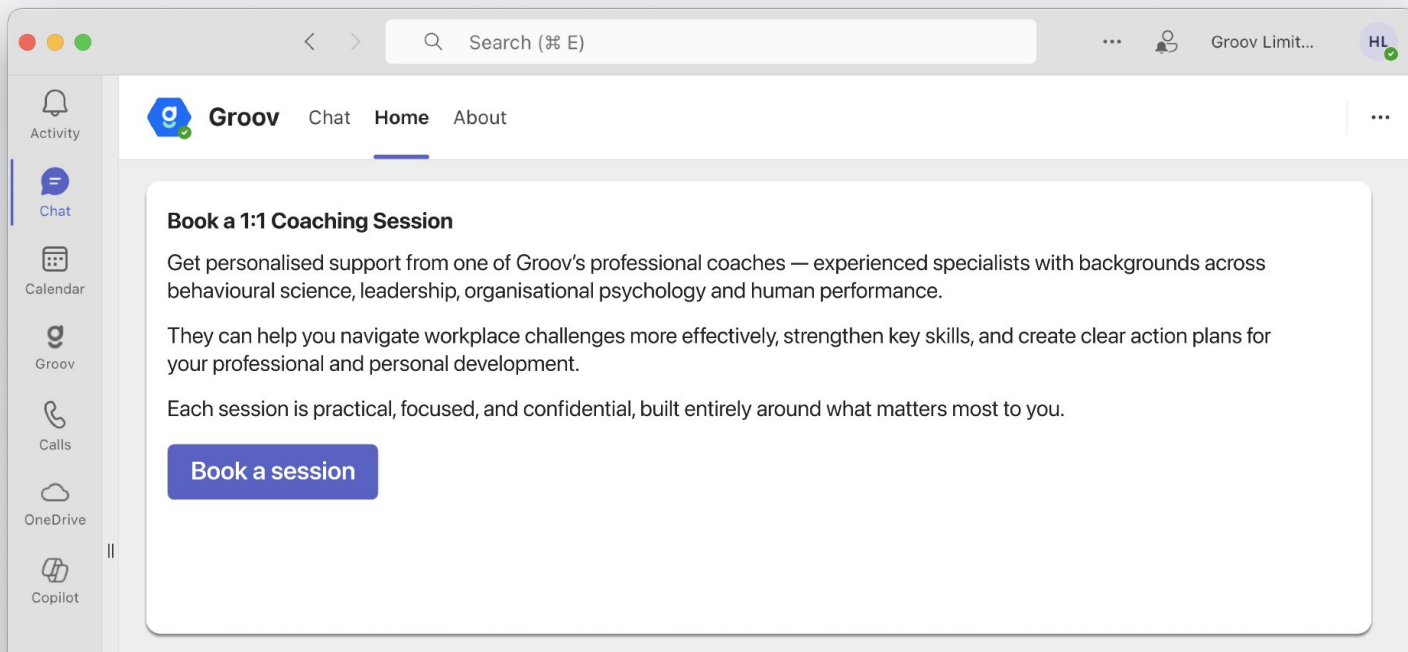 Search (⌘ E)
Groov Limit...
HL
Activity
Chat
Calendar
Groov
Calls
OneDrive
Copilot
g
Groov
Chat
Home
About
Book a 1:1 Coaching Session
Get personalised support from one of Groov’s professional coaches — experienced specialists with backgrounds across
behavioural science, leadership, organisational psychology and human performance.
They can help you navigate workplace challenges more effectively, strengthen key skills, and create clear action plans for
your professional and personal development.
Each session is practical, focused, and confidential, built entirely around what matters most to you.
Book a session